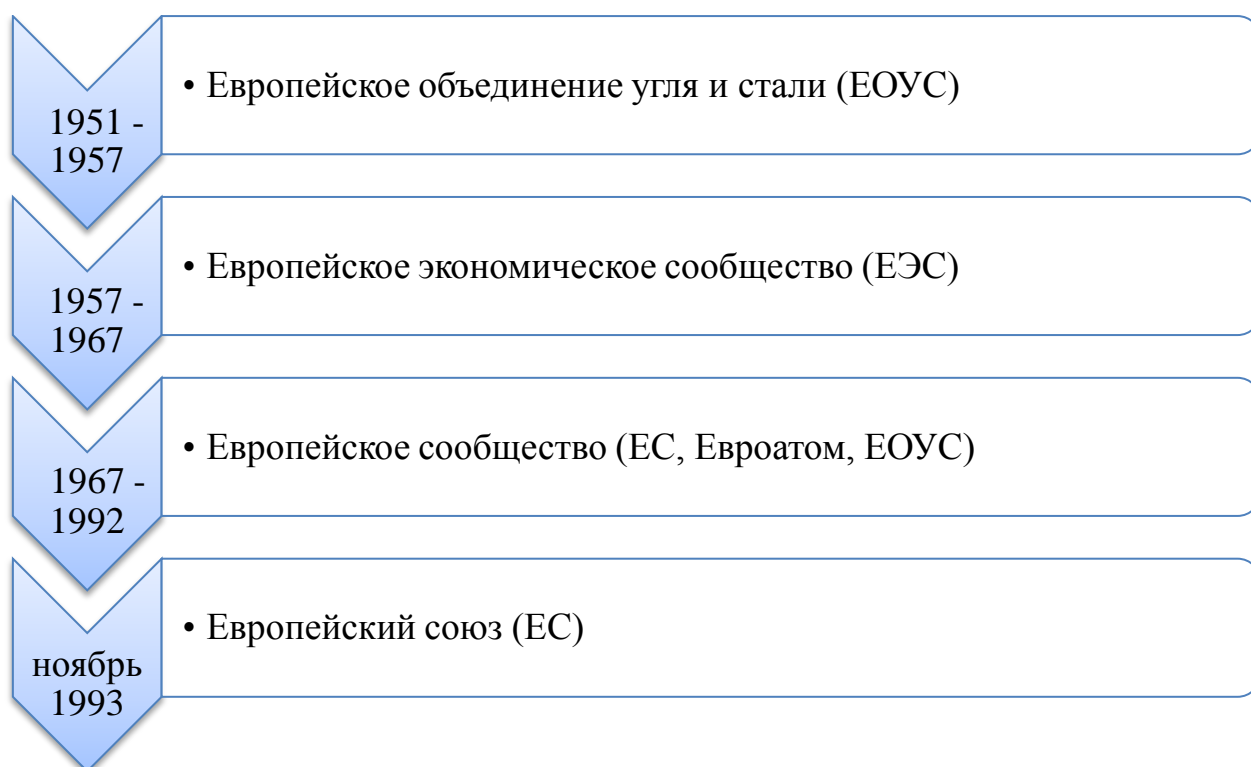 1951 -
1957
• Европейское объединение угля и стали (ЕОУС)
1957 -
1967
• Европейское экономическое сообщество (ЕЭС)
1967 -
1992
• Европейское сообщество (ЕС, Евроатом, ЕОУС)
ноябрь
1993
• Европейский союз (ЕС)